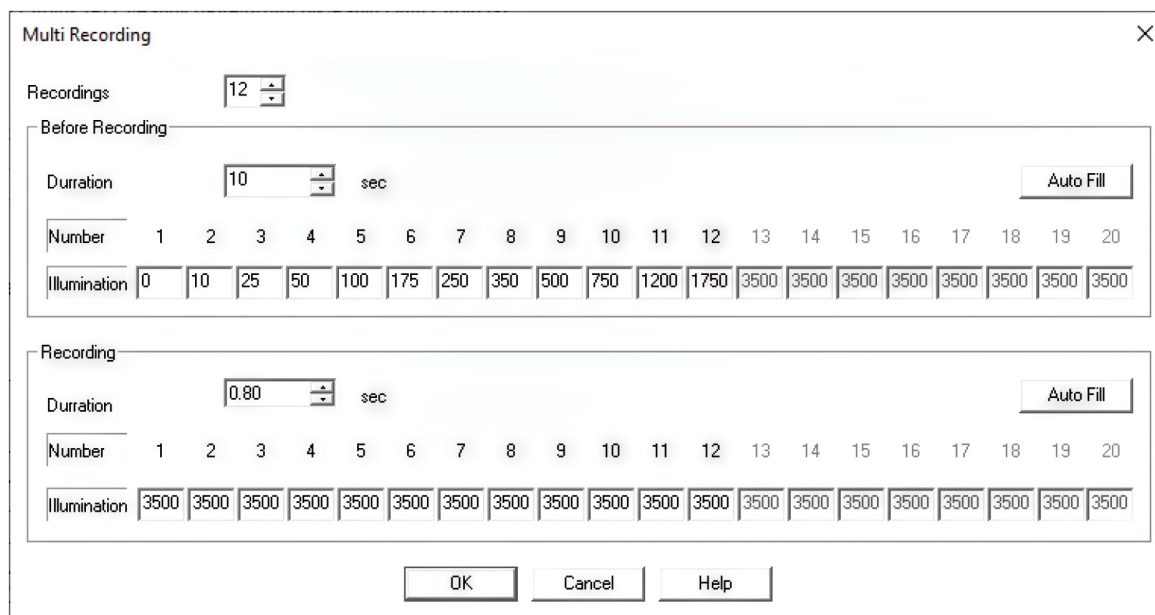 Multi Recording
Recordings 12
Before Recording
Durration 10 sec Auto Fill
Number 1 2 3 4 5 6 7 8 9 10 11 12 13 14 15 16 17 18 19 20
Illumination 0 10 25 50 100 175 250 350 500 750 1200 1750 3500 3500 3500 3500 3500 3500 3500 3500
Recording
Durration 0.80 sec Auto Fill
Number 1 2 3 4 5 6 7 8 9 10 11 12 13 14 15 16 17 18 19 20
Illumination 3500 3500 3500 3500 3500 3500 3500 3500 3500 3500 3500 3500 3500 3500 3500 3500 3500 3500 3500 3500
OK Cancel Help